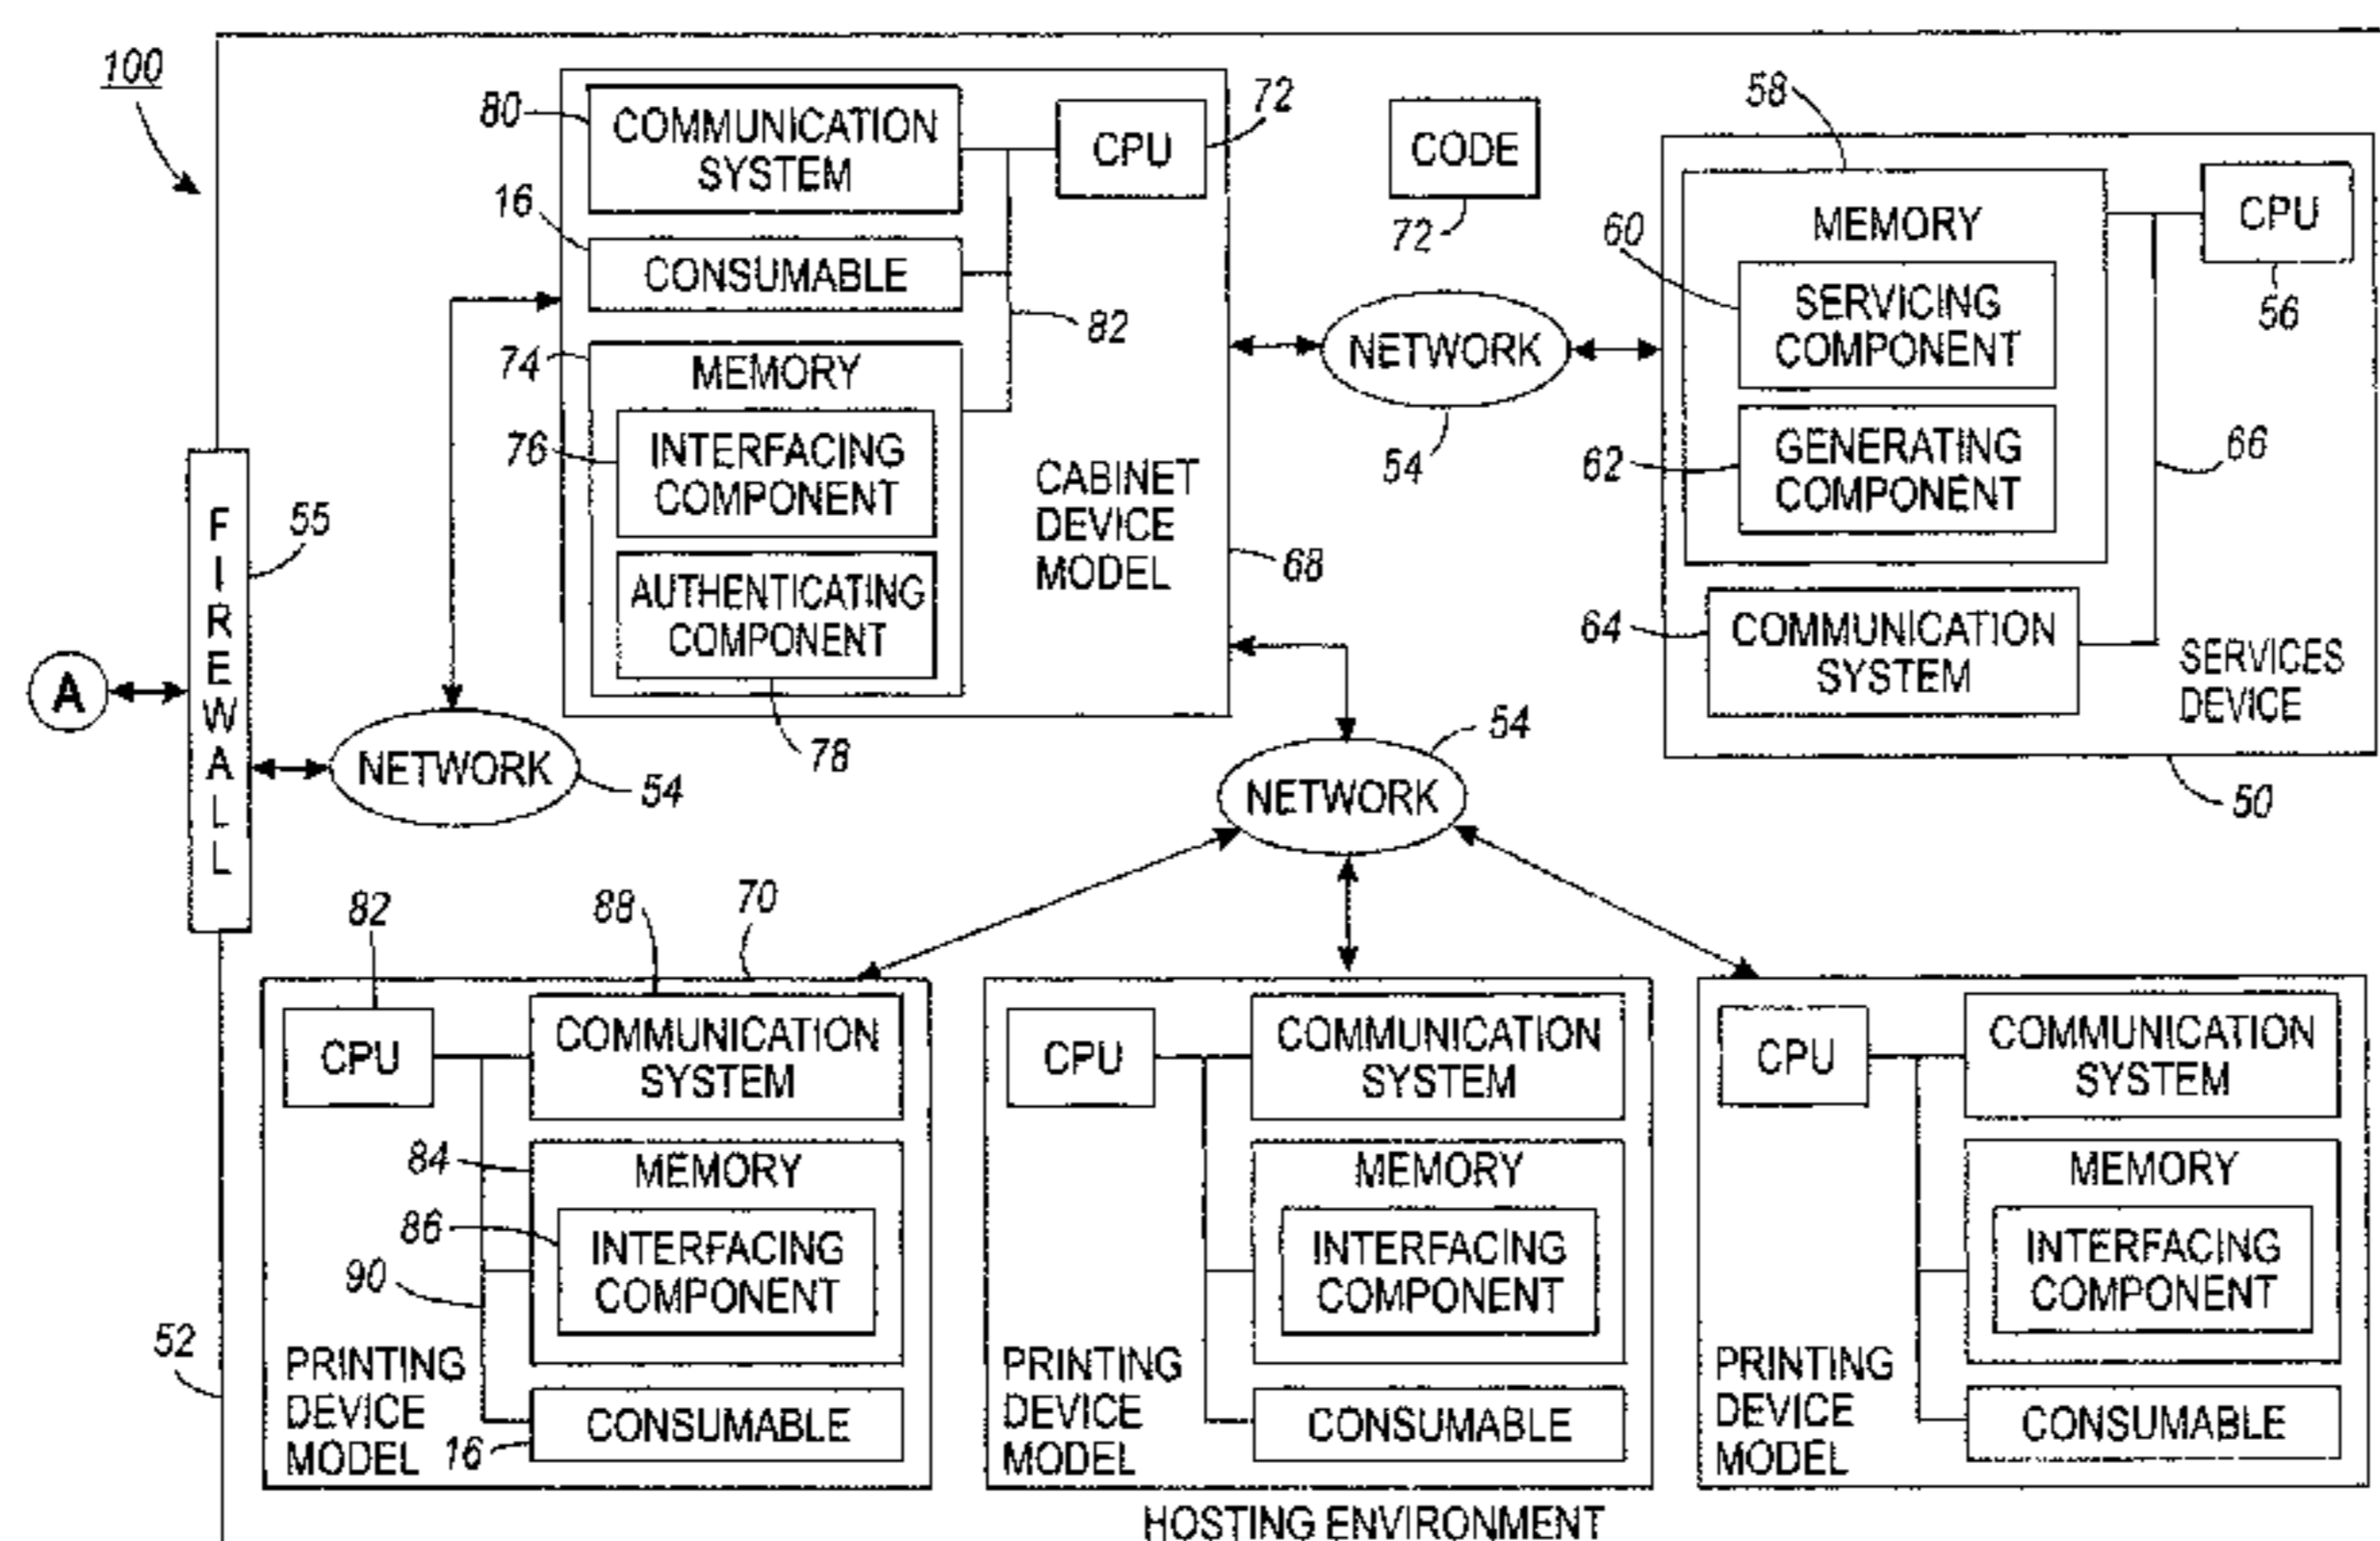 100
80
COMMUNICATION
SYSTEM
CPU
72
16
CONSUMABLE
82
74
MEMORY
76
INTERFACING
COMPONENT
AUTHENTICATING
COMPONENT
78
CABINET
DEVICE
MODEL
68
CODE
72
NETWORK
54
58
MEMORY
CPU
56
60
SERVICING
COMPONENT
62
GENERATING
COMPONENT
66
64
COMMUNICATION
SYSTEM
SERVICES
DEVICE
50
FIREWALL
55
A
NETWORK
54
NETWORK
54
82
88
70
CPU
COMMUNICATION
SYSTEM
84
MEMORY
86
INTERFACING
COMPONENT
90
PRINTING
DEVICE
MODEL
16
CONSUMABLE
52
CPU
COMMUNICATION
SYSTEM
MEMORY
INTERFACING
COMPONENT
PRINTING
DEVICE
MODEL
CONSUMABLE
CPU
COMMUNICATION
SYSTEM
MEMORY
INTERFACING
COMPONENT
PRINTING
DEVICE
MODEL
CONSUMABLE
HOSTING ENVIRONMENT